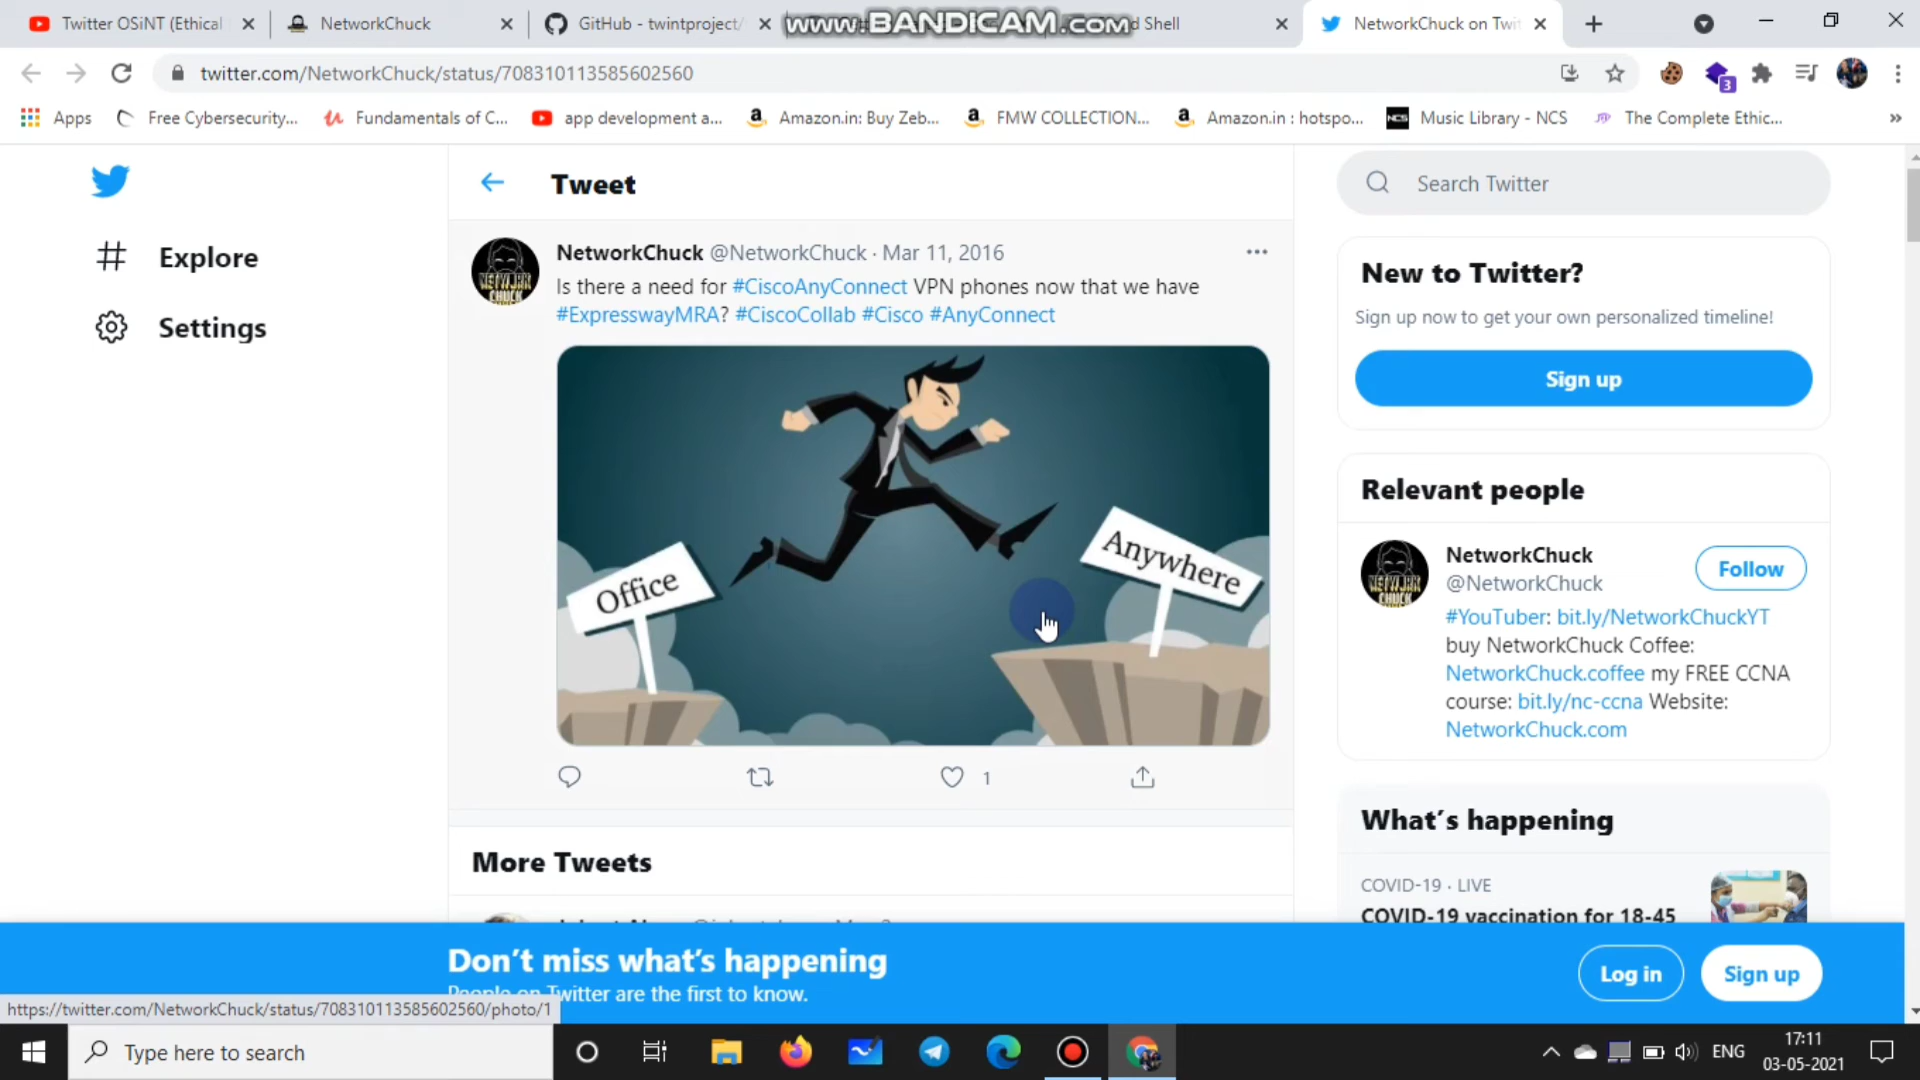 Twitter OSiNT (Ethical
NetworkChuck
GitHub - twintproject/
www.BANDICAM.com
d Shell
NetworkChuck on Twit
twitter.com/NetworkChuck/status/708310113585602560
3
Apps
Free Cybersecurity...
Fundamentals of C...
app development a...
Amazon.in: Buy Zeb...
FMW COLLECTION...
Amazon.in : hotspo...
NCS
Music Library - NCS
The Complete Ethic...
»
Explore
Settings
Tweet
NetworkChuck @NetworkChuck · Mar 11, 2016
Is there a need for #CiscoAnyConnect VPN phones now that we have
#ExpresswayMRA? #CiscoCollab #Cisco #AnyConnect
NETWORK
CHUCK
Office
Anywhere
1
More Tweets
Search Twitter
New to Twitter?
Sign up now to get your own personalized timeline!
Sign up
Relevant people
NETWORK
CHUCK
NetworkChuck
@NetworkChuck
Follow
#YouTuber: bit.ly/NetworkChuckYT
buy NetworkChuck Coffee:
NetworkChuck.coffee my FREE CCNA
course: bit.ly/nc-ccna Website:
NetworkChuck.com
What's happening
COVID-19 · LIVE
COVID-19 vaccination for 18-45
Don't miss what's happening
People on Twitter are the first to know.
Log in
Sign up
https://twitter.com/NetworkChuck/status/708310113585602560/photo/1
Type here to search
ENG
17:11
03-05-2021